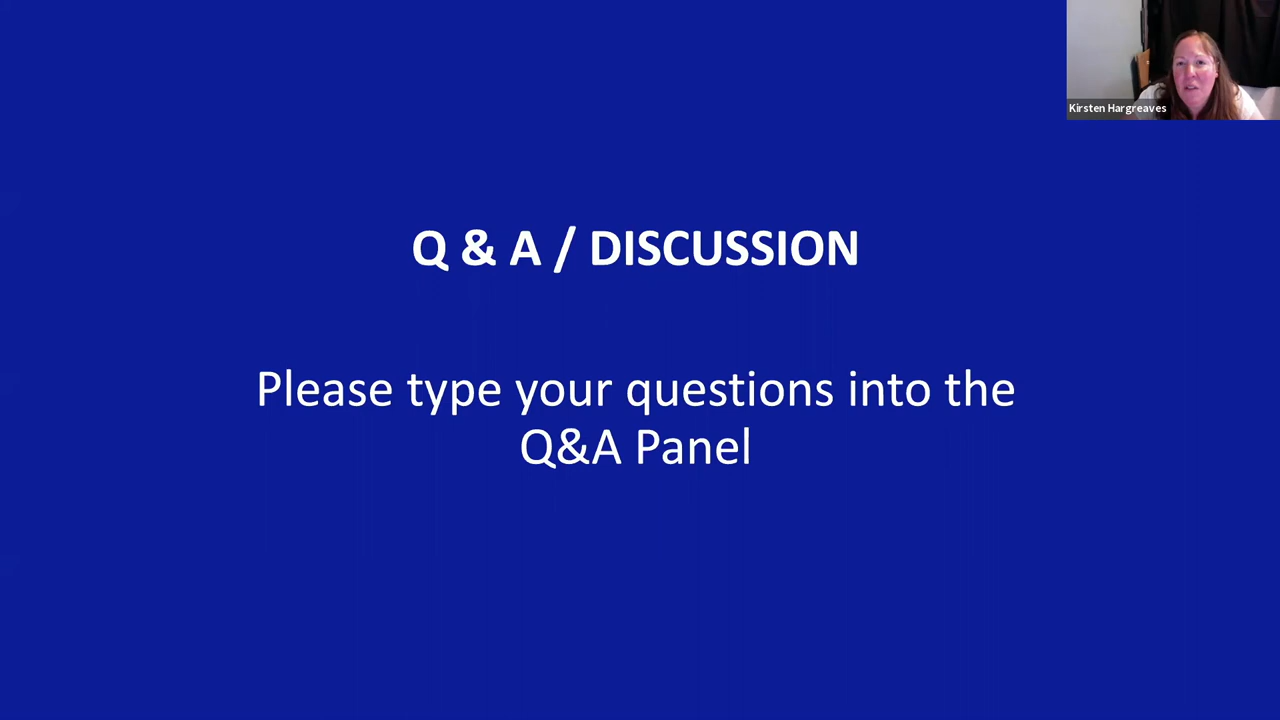 Kirsten Hargreaves
Q & A / DISCUSSION
Please type your questions into the
Q&A Panel